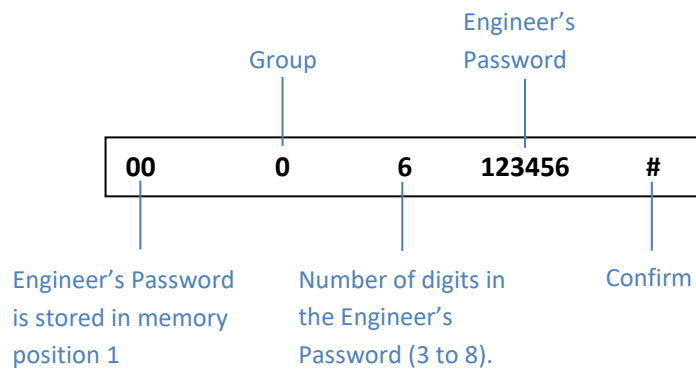 Engineer’s
Password
Group
00 0 6 123456 #
Engineer’s Password
is stored in memory
position 1
Number of digits in
the Engineer’s
Password (3 to 8).
Confirm